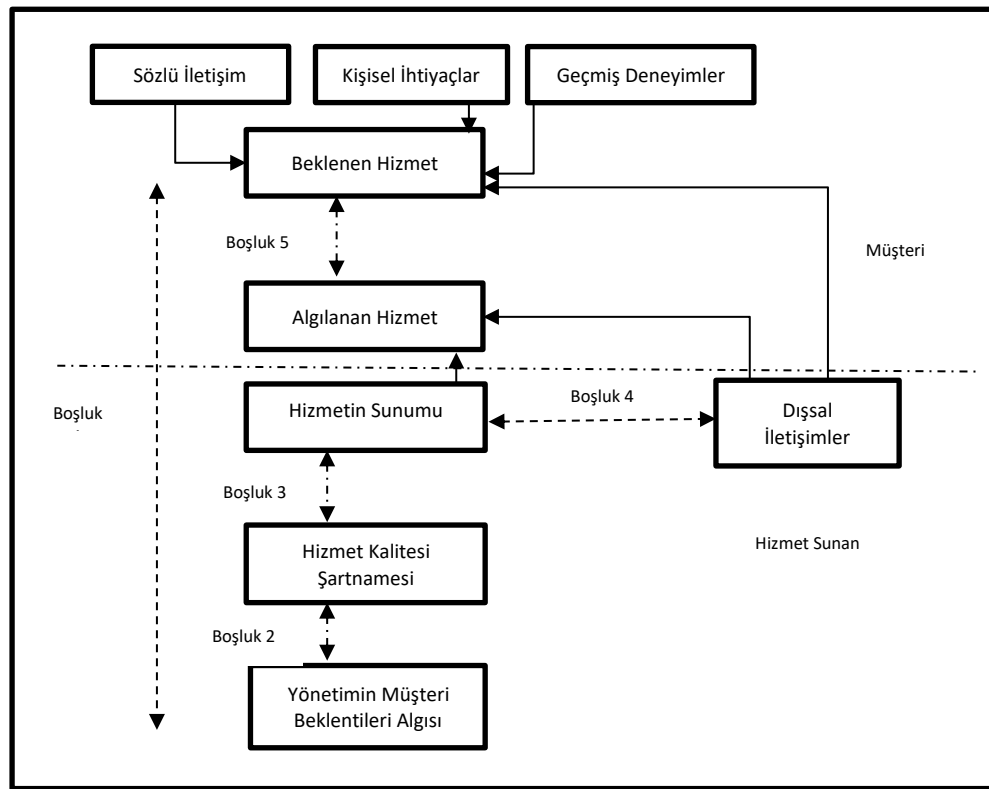 Sözlü İletişim
Kişisel İhtiyaçlar
Geçmiş Deneyimler
Beklenen Hizmet
Boşluk 5
Müşteri
Algılanan Hizmet
Boşluk
Hizmetin Sunumu
Boşluk 4
Dışsal
İletişimler
Boşluk 3
Hizmet Kalitesi
Şartnamesi
Hizmet Sunan
Boşluk 2
Yönetimin Müşteri
Beklentileri Algısı